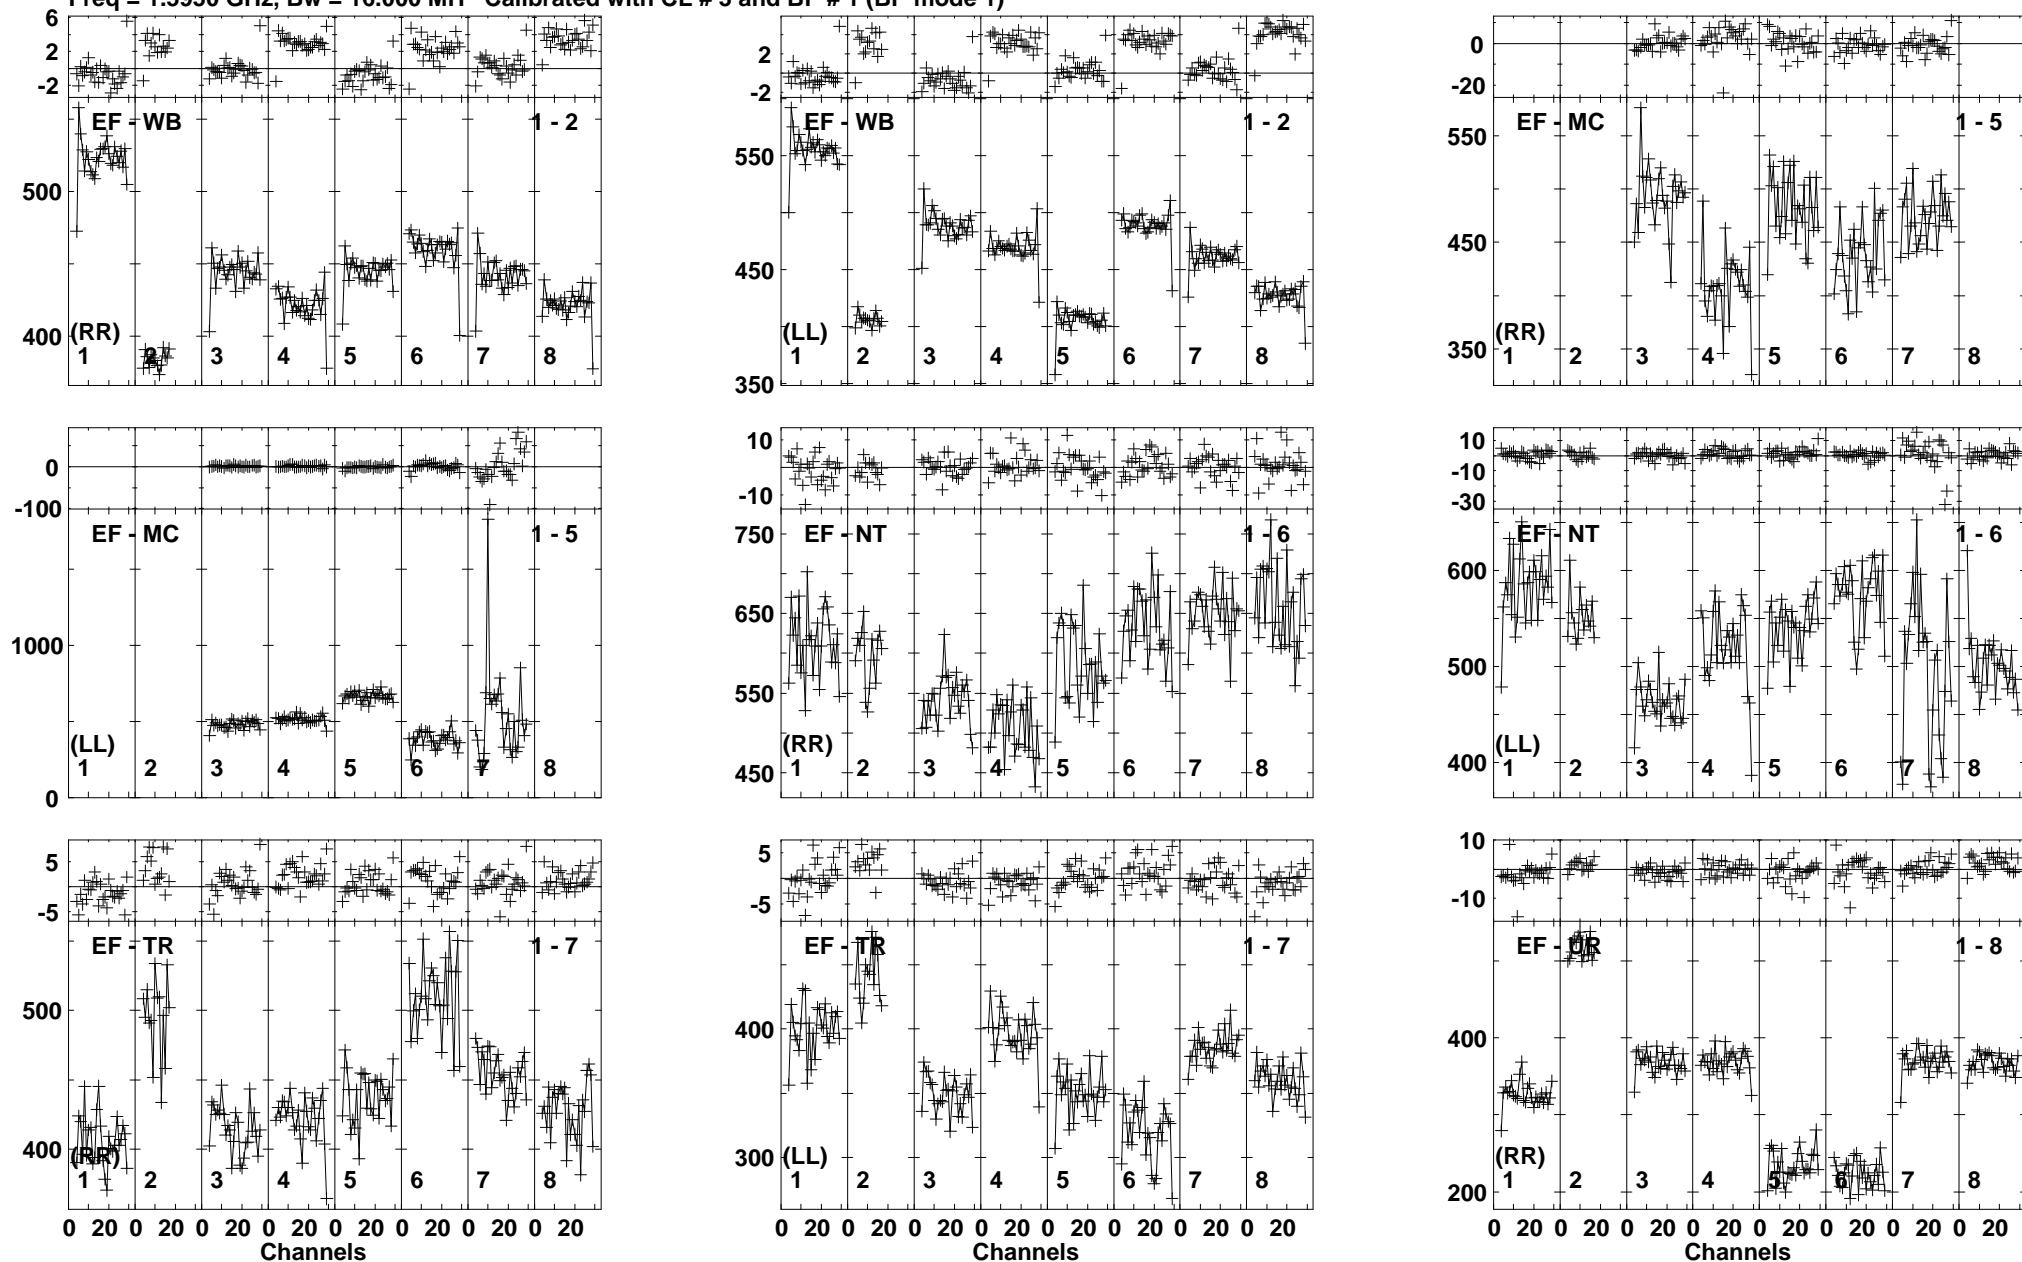 Calibrated with CL # 3 and BP # 1 (BP mode 1)
6 2 -2
2 -2
0 -20
EF - WB 1 - 2
EF - WB 1 - 2
EF - MC 1 - 5
500 400
550 450 350
550 450 350
(RR) (LL) (RR)
1 2 3 4 5 6 7 8
1 2 3 4 5 6 7 8
1 2 3 4 5 6 7 8
0 -100
10 0 -10
10 -10 -30
EF - MC 1 - 5
EF - NT 1 - 6
EF - NT 1 - 6
1000 0
750 650 550 450
600 500 400
(LL) (RR) (LL)
1 2 3 4 5 6 7 8
1 2 3 4 5 6 7 8
1 2 3 4 5 6 7 8
5 -5
5 -5
10 -10
EF - TR 1 - 7
EF - TR 1 - 7
EF - UR 1 - 8
500 400
400 300
400 200
(RR) (LL) (RR)
1 2 3 4 5 6 7 8
1 2 3 4 5 6 7 8
1 2 3 4 5 6 7 8
0 20 0 20 0 20 0 20 0 20 0 20 0 20 0 20
0 20 0 20 0 20 0 20 0 20 0 20 0 20 0 20
0 20 0 20 0 20 0 20 0 20 0 20 0 20 0 20
Channels Channels